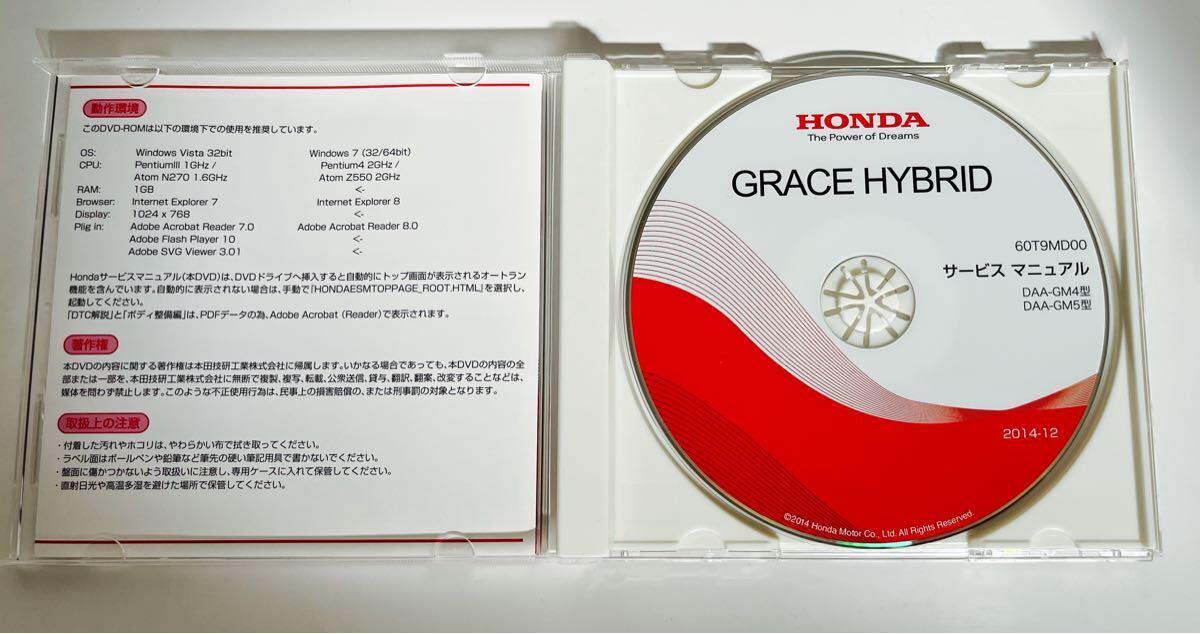 動作環境
このDVD-ROMは以下の環境下での使用を推奨しています。
OS: Windows Vista 32bit Windows 7 (32/64bit)
CPU: PentiumIII 1GHz / Pentium4 2GHz /
Atom N270 1.6GHz Atom Z550 2GHz
RAM: 1GB <-
Browser: Internet Explorer 7 Internet Explorer 8
Display: 1024 x 768 <-
Plig in: Adobe Acrobat Reader 7.0 Adobe Acrobat Reader 8.0
Adobe Flash Player 10 <-
Adobe SVG Viewer 3.01 <-
Hondaサービスマニュアル(本DVD)は、DVDドライブへ挿入すると自動的にトップ画面が表示されるオートラン
機能を含んでいます。自動的に表示されない場合は、手動で「HONDAESMTOPPAGE_ROOT.HTML」を選択し、
起動してください。
「DTC解説」と「ボディ整備編」は、PDFデータの為、Adobe Acrobat (Reader)で表示されます。
著作権
本DVDの内容に関する著作権は本田技研工業株式会社に帰属します。いかなる場合であっても、本DVDの内容の全
部または一部を、本田技研工業株式会社に無断で複製、複写、転載、公衆送信、貸与、翻訳、翻案、改変することなどは、
媒体を問わず禁止します。このような不正使用行為は、民事上の損害賠償の、または刑事罰の対象となります。
取扱上の注意
・付着した汚れやホコリは、やわらかい布で拭き取ってください。
・ラベル面はボールペンや鉛筆など筆先の硬い筆記用具で書かないでください。
・盤面に傷がつかないよう取扱いに注意し、専用ケースに入れて保管してください。
・直射日光や高温多湿を避けた場所で保管してください。
HONDA
The Power of Dreams
GRACE HYBRID
60T9MD00
サービス マニュアル
DAA-GM4型
DAA-GM5型
2014-12
©2014 Honda Motor Co., Ltd. All Rights Reserved.